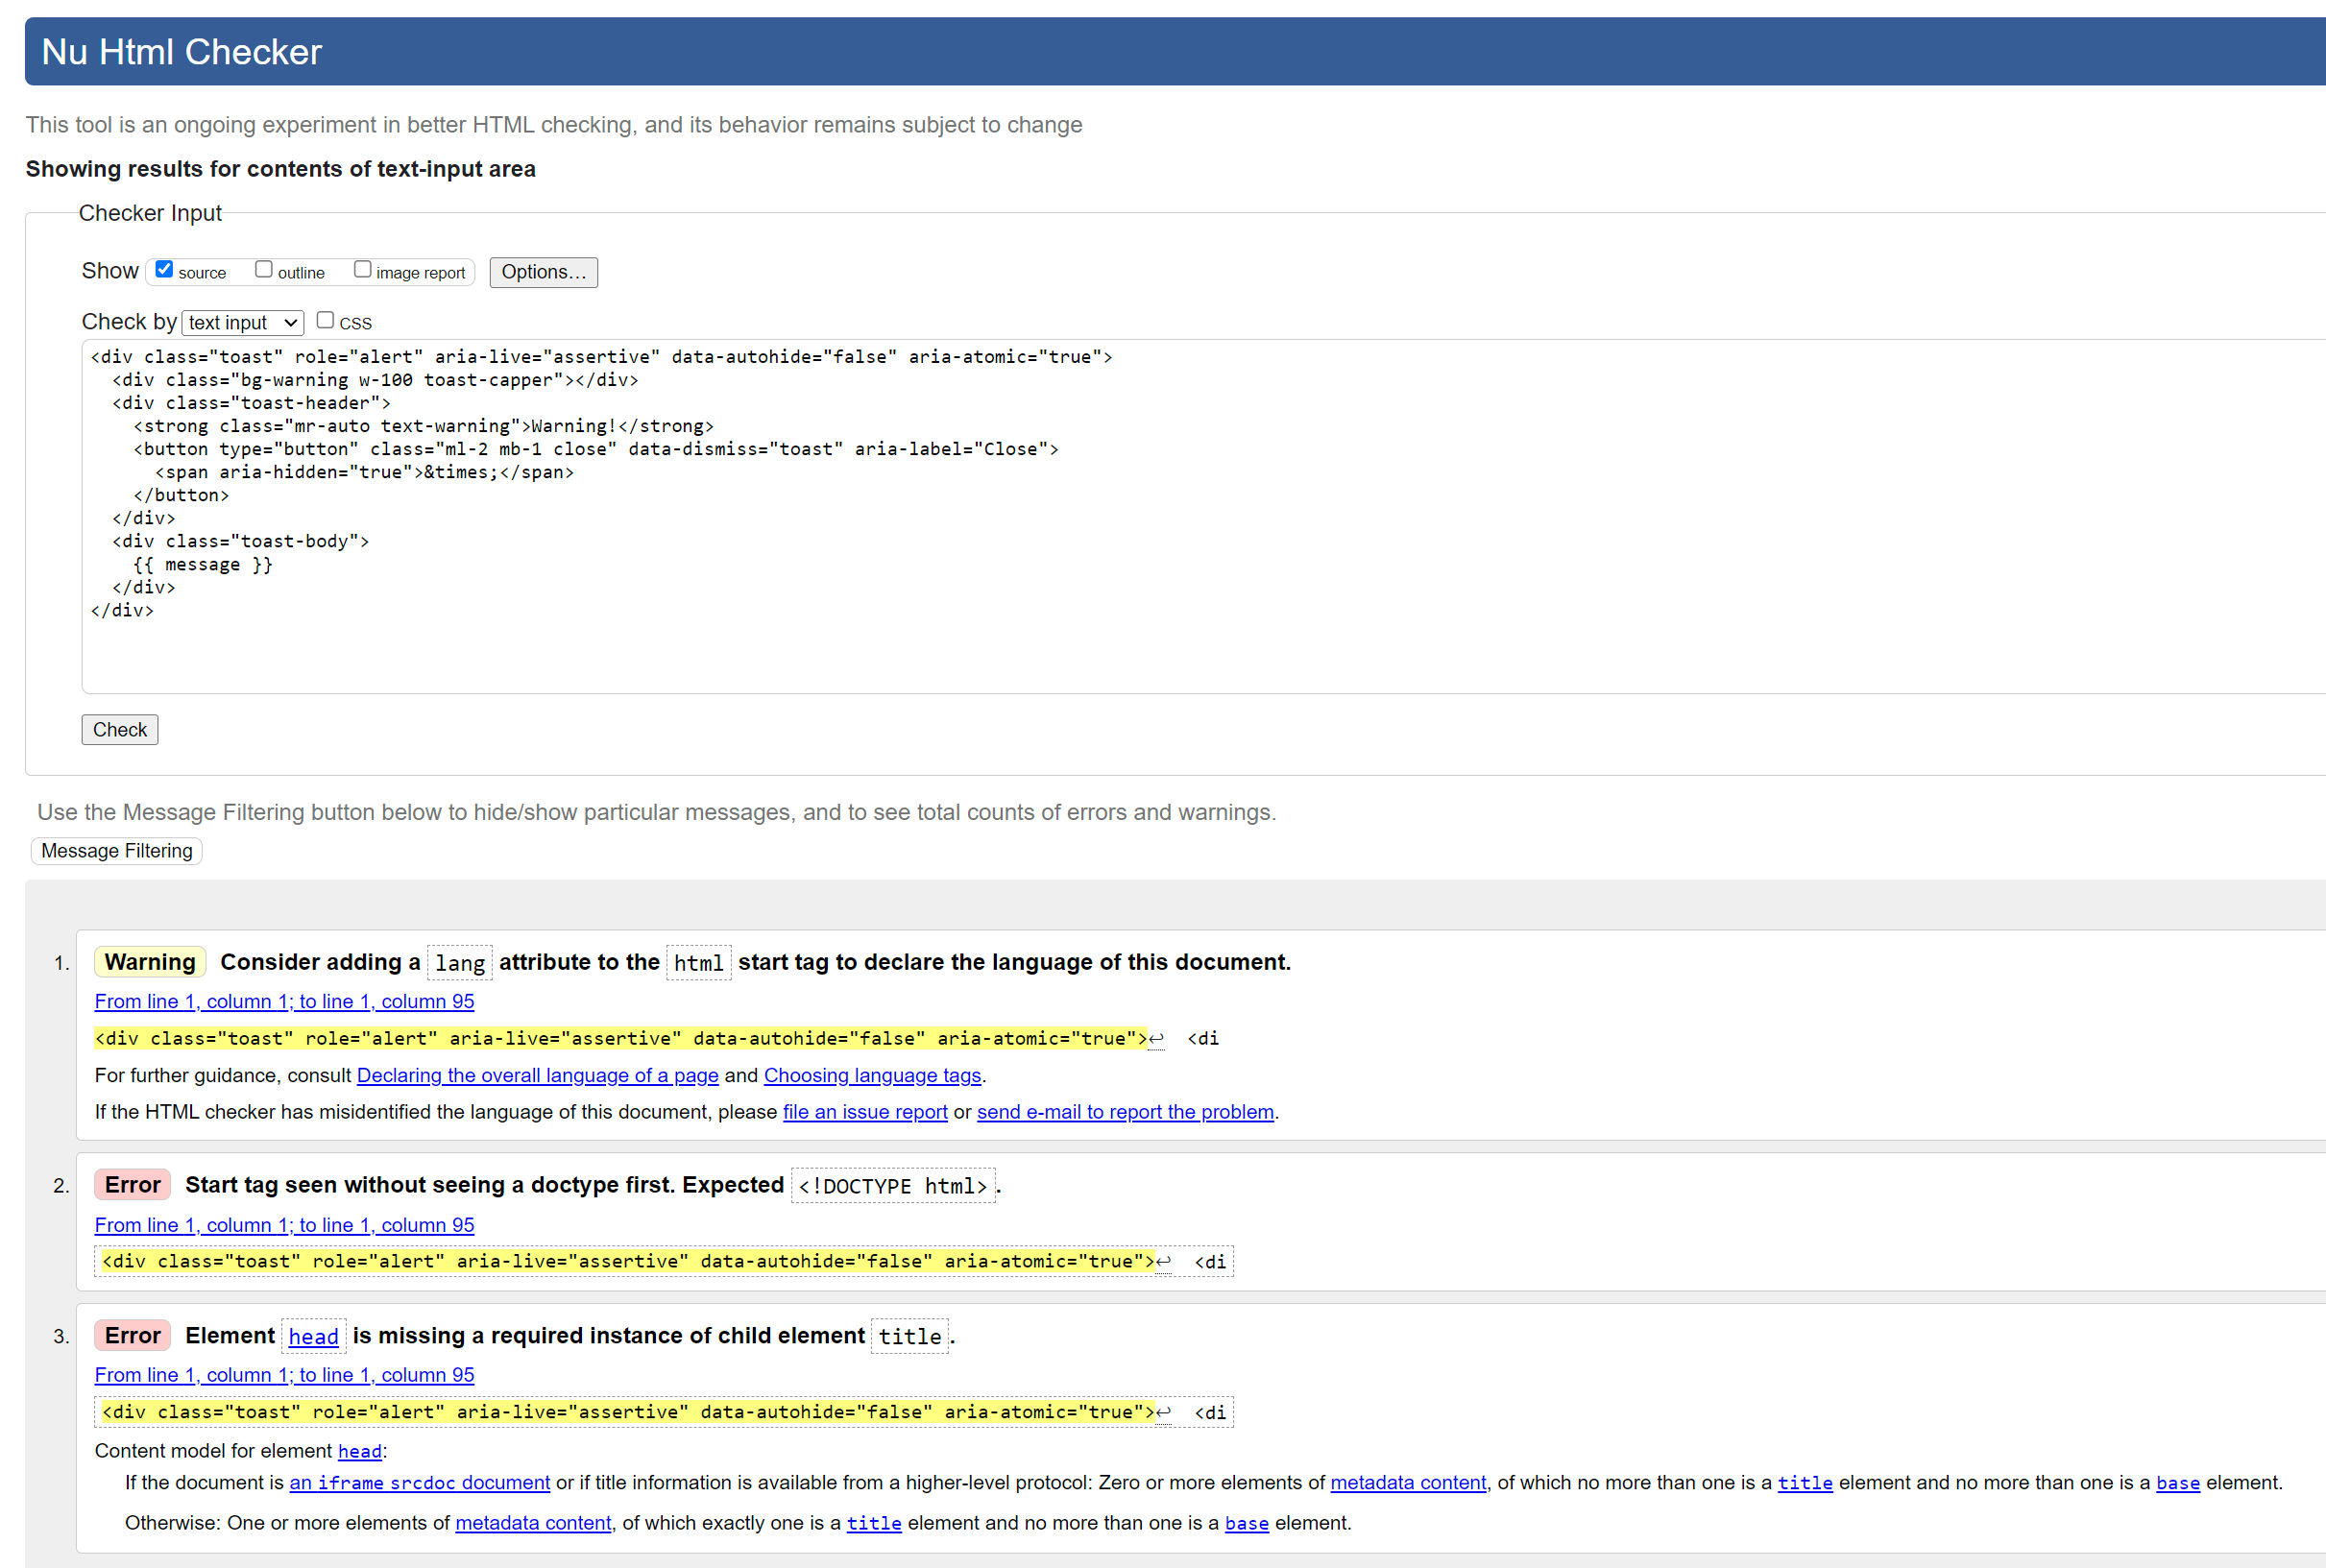 Nu Html Checker
This tool is an ongoing experiment in better HTML checking, and its behavior remains subject to change
Showing results for contents of text-input area
Checker Input
Show source outline image report Options...
Check by text input CSS
<div class="toast" role="alert" aria-live="assertive" data-autohide="false" aria-atomic="true">
  <div class="bg-warning w-100 toast-capper"></div>
  <div class="toast-header">
    <strong class="mr-auto text-warning">Warning!</strong>
    <button type="button" class="ml-2 mb-1 close" data-dismiss="toast" aria-label="Close">
      <span aria-hidden="true">&times;</span>
    </button>
  </div>
  <div class="toast-body">
    {{ message }}
  </div>
</div>
Check
Use the Message Filtering button below to hide/show particular messages, and to see total counts of errors and warnings.
Message Filtering
1. Warning Consider adding a lang attribute to the html start tag to declare the language of this document.
From line 1, column 1; to line 1, column 95
<div class="toast" role="alert" aria-live="assertive" data-autohide="false" aria-atomic="true">↩  <di
For further guidance, consult Declaring the overall language of a page and Choosing language tags.
If the HTML checker has misidentified the language of this document, please file an issue report or send e-mail to report the problem.
2. Error Start tag seen without seeing a doctype first. Expected <!DOCTYPE html>.
From line 1, column 1; to line 1, column 95
<div class="toast" role="alert" aria-live="assertive" data-autohide="false" aria-atomic="true">↩  <di
3. Error Element head is missing a required instance of child element title.
From line 1, column 1; to line 1, column 95
<div class="toast" role="alert" aria-live="assertive" data-autohide="false" aria-atomic="true">↩  <di
Content model for element head:
If the document is an iframe srcdoc document or if title information is available from a higher-level protocol: Zero or more elements of metadata content, of which no more than one is a title element and no more than one is a base element.
Otherwise: One or more elements of metadata content, of which exactly one is a title element and no more than one is a base element.